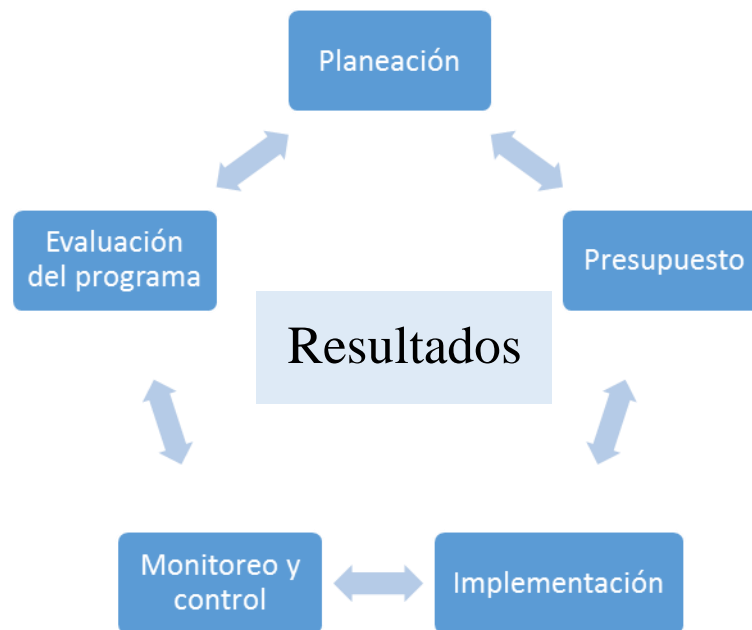 Planeación
Evaluación
del programa
Presupuesto
Resultados
Monitoreo y
control
Implementación